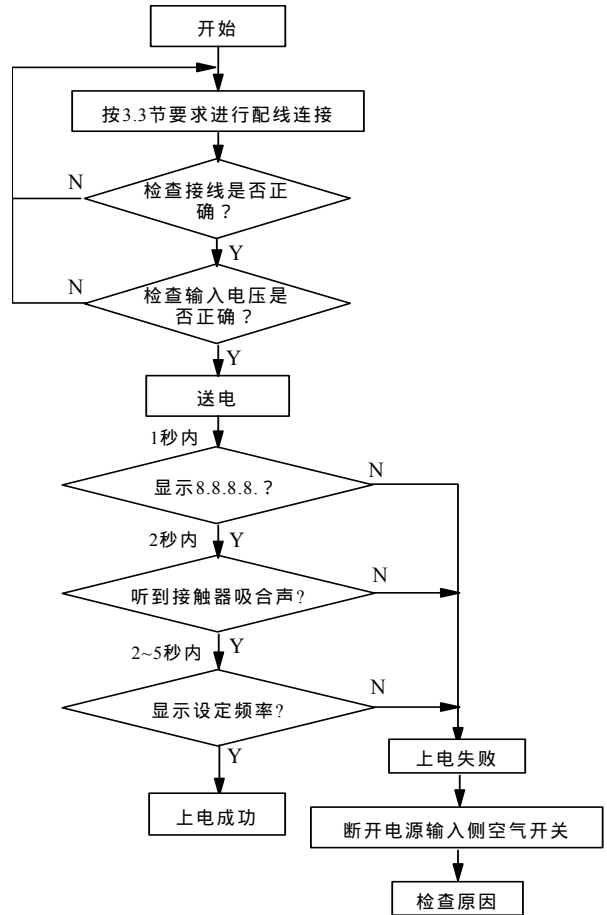 开始
按3.3节要求进行配线连接
N
检查接线是否正
确？
Y
N
检查输入电压是
否正确？
Y
送电
1秒内
N
显示8.8.8.8.？
2秒内
Y
N
听到接触器吸合声?
2~5秒内
Y
N
显示设定频率?
Y
上电失败
上电成功
断开电源输入侧空气开关
检查原因